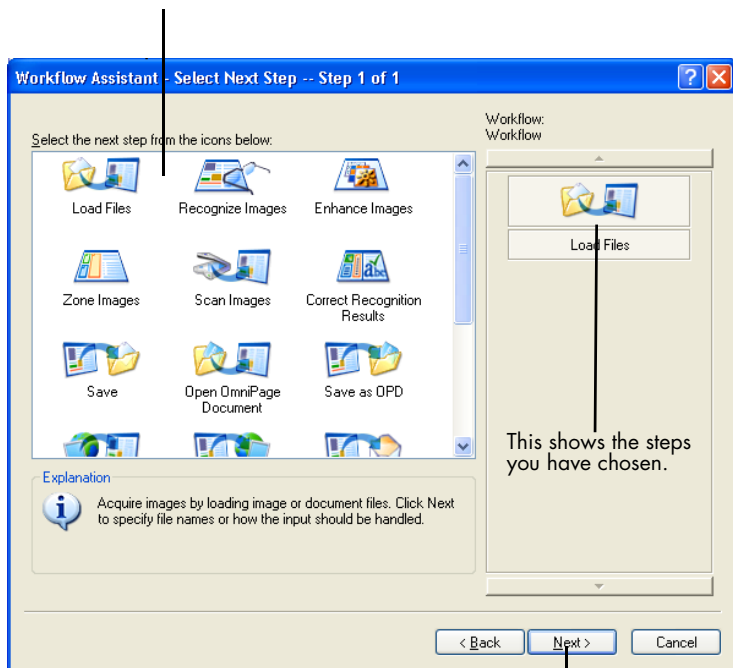 Workflow Assistant - Select Next Step -- Step 1 of 1
Select the next step from the icons below:
Load Files
Recognize Images
Enhance Images
Zone Images
Scan Images
Correct Recognition
Results
Save
Open OmniPage
Document
Save as OPD
Explanation
Acquire images by loading image or document files. Click Next
to specify file names or how the input should be handled.
Workflow:
Workflow
Load Files
This shows the steps
you have chosen.
< Back
Next >
Cancel